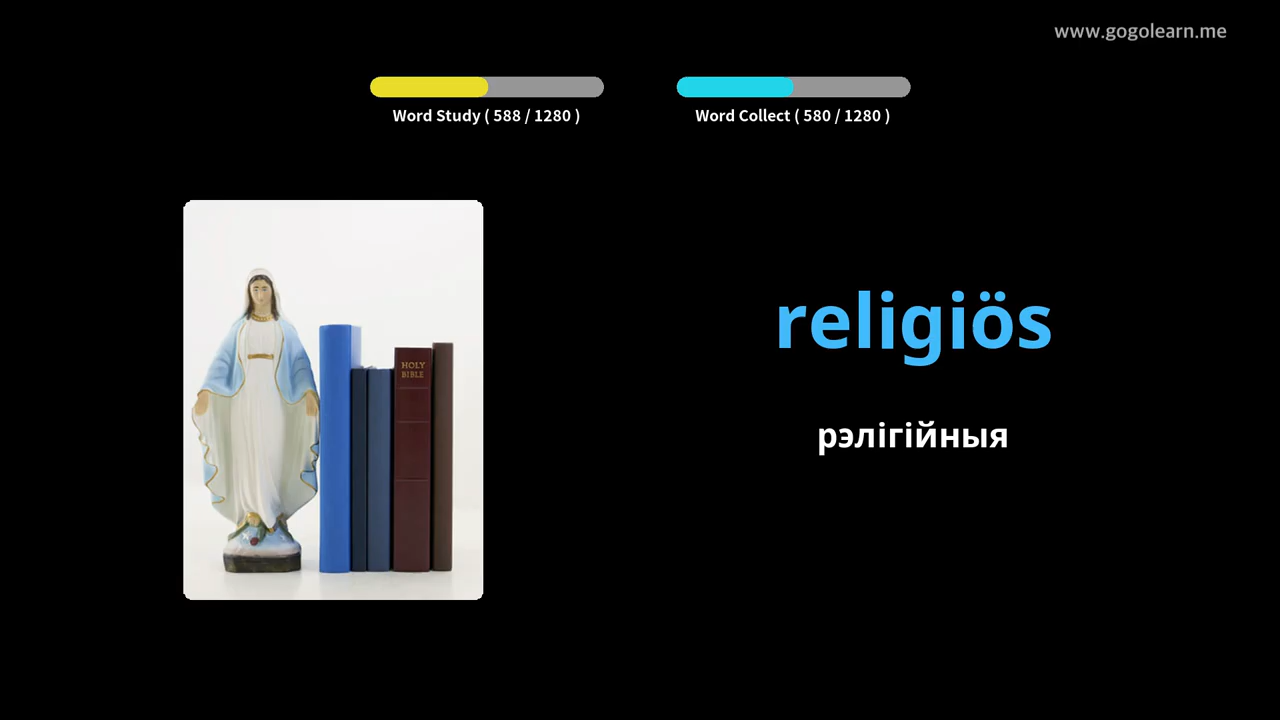 www.gogolearn.me
Word Study ( 588 / 1280 )
Word Collect ( 580 / 1280 )
HOLY
BIBLE
religiös
рэлігійныя